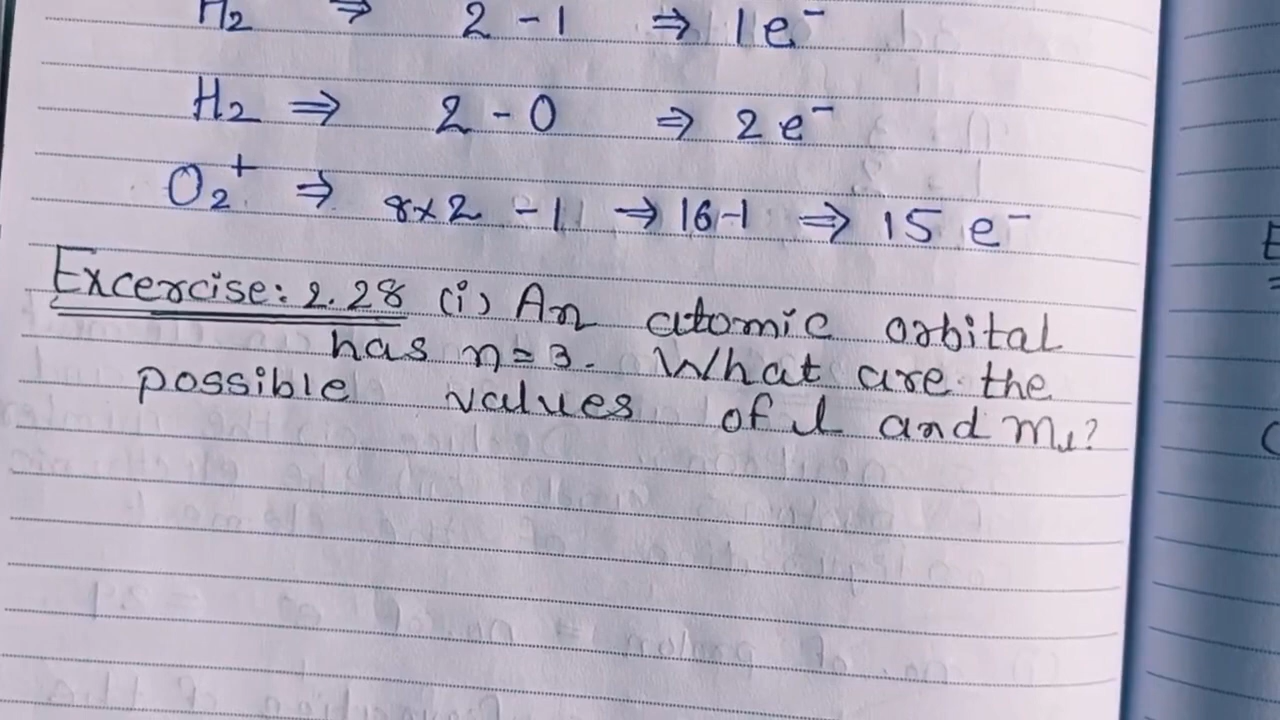 H₂ ⇒ 2 - 1 ⇒ 1e⁻
H₂ ⇒ 2 - 0 ⇒ 2e⁻
O₂⁺ ⇒ 8×2 - 1 → 16-1 ⇒ 15 e⁻
Excercise: 2.28 (i) An atomic orbital
has n = 3. What are the
possible values of l and mₗ?